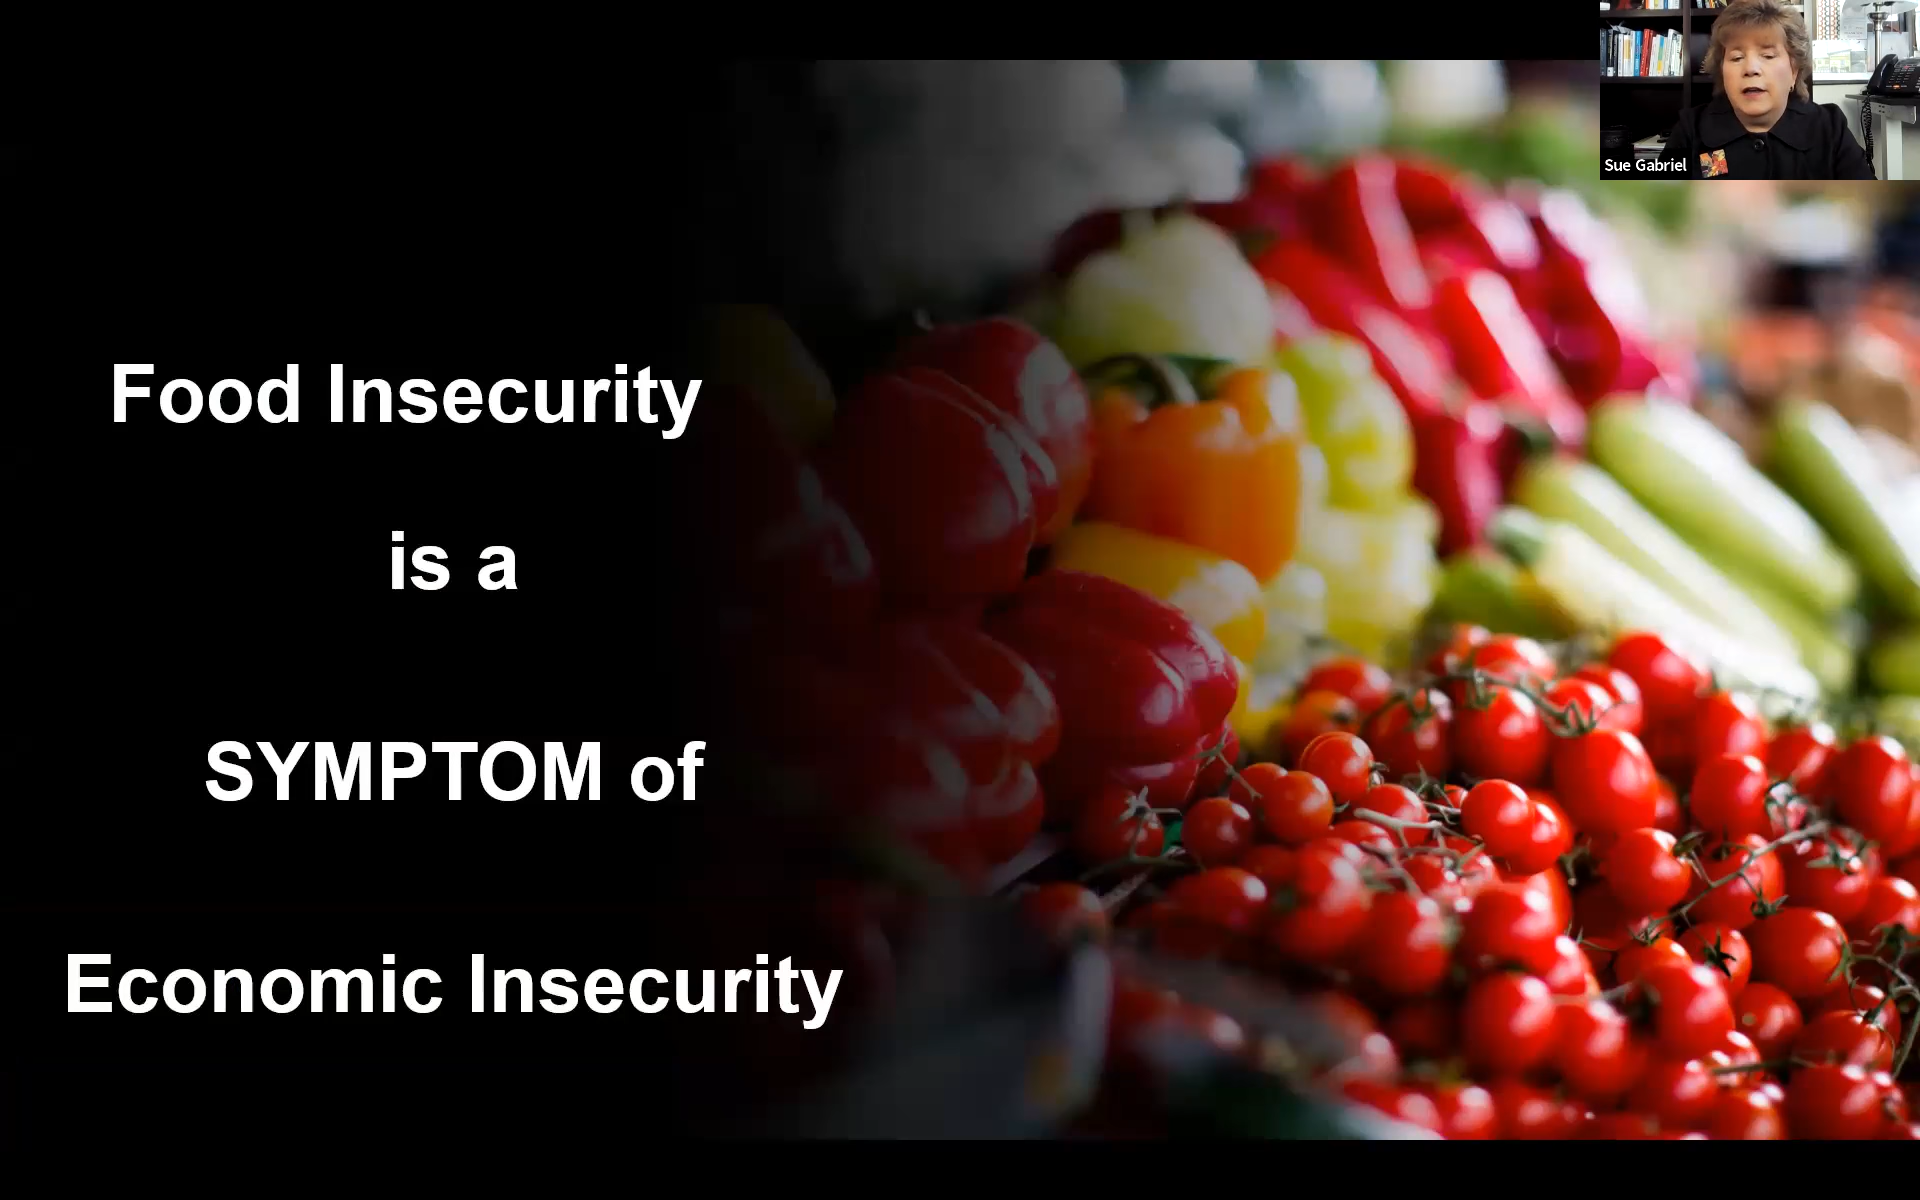 Food Insecurity
is a
SYMPTOM of
Economic Insecurity
Sue Gabriel